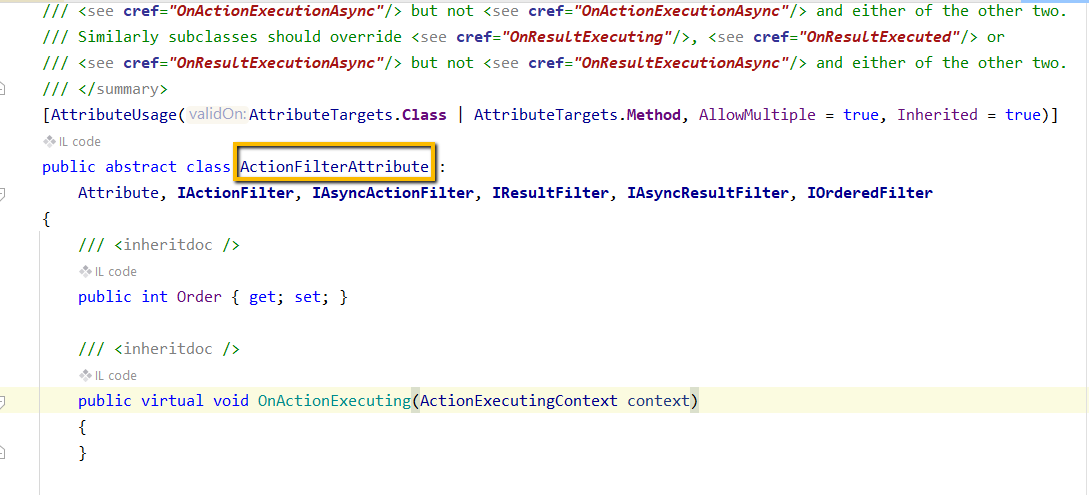 /// <see cref="OnActionExecutionAsync"/> but not <see cref="OnActionExecutionAsync"/> and either of the other two.
/// Similarly subclasses should override <see cref="OnResultExecuting"/>, <see cref="OnResultExecuted"/> or
/// <see cref="OnResultExecutionAsync"/> but not <see cref="OnResultExecutionAsync"/> and either of the other two.
/// </summary>
[AttributeUsage(validOn: AttributeTargets.Class | AttributeTargets.Method, AllowMultiple = true, Inherited = true)]
IL code
public abstract class ActionFilterAttribute :
Attribute, IActionFilter, IAsyncActionFilter, IResultFilter, IAsyncResultFilter, IOrderedFilter
{
/// <inheritdoc />
IL code
public int Order { get; set; }
/// <inheritdoc />
IL code
public virtual void OnActionExecuting(ActionExecutingContext context)
{
}